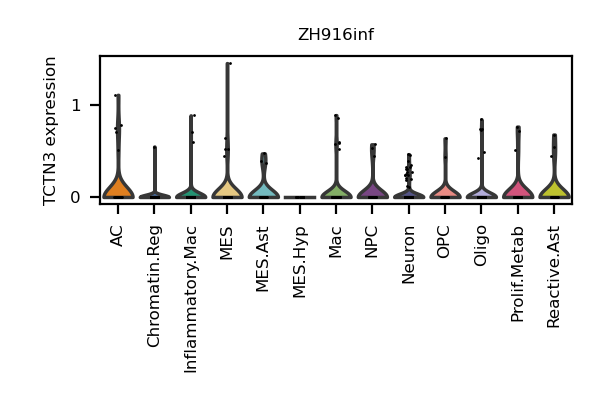 ZH916inf
TCTN3 expression
1
0
AC
Chromatin.Reg
Inflammatory.Mac
MES
MES.Ast
MES.Hyp
Mac
NPC
Neuron
OPC
Oligo
Prolif.Metab
Reactive.Ast